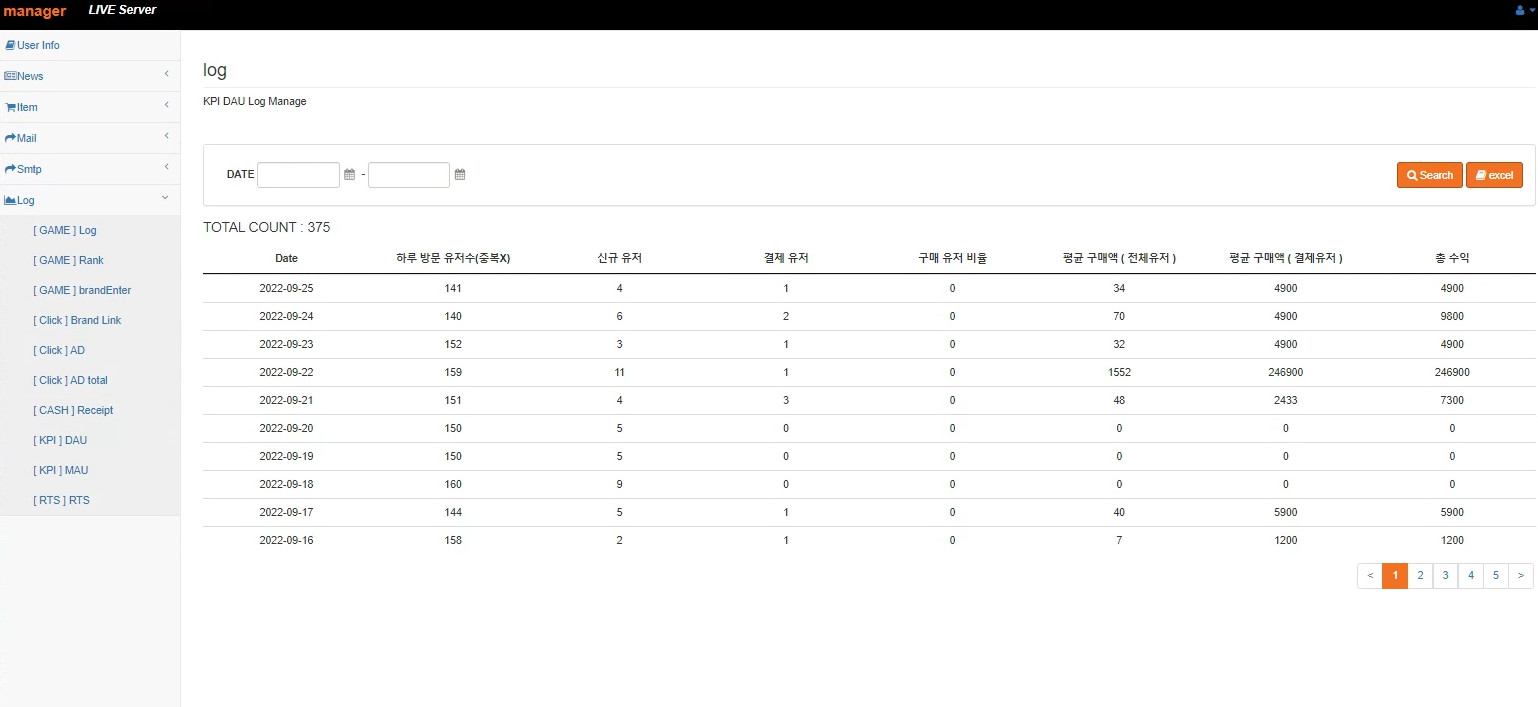 manager LIVE Server
User Info
News
Item
Mail
Smtp
Log
[ GAME ] Log
[ GAME ] Rank
[ GAME ] brandEnter
[ Click ] Brand Link
[ Click ] AD
[ Click ] AD total
[ CASH ] Receipt
[ KPI ] DAU
[ KPI ] MAU
[ RTS ] RTS
log
KPI DAU Log Manage
DATE - Search excel
TOTAL COUNT : 375
Date 하루 방문 유저수(중복X) 신규 유저 결제 유저 구매 유저 비율 평균 구매액 ( 전체유저 ) 평균 구매액 ( 결제유저 ) 총 수익
2022-09-25 141 4 1 0 34 4900 4900
2022-09-24 140 6 2 0 70 4900 9800
2022-09-23 152 3 1 0 32 4900 4900
2022-09-22 159 11 1 0 1552 246900 246900
2022-09-21 151 4 3 0 48 2433 7300
2022-09-20 150 5 0 0 0 0 0
2022-09-19 150 5 0 0 0 0 0
2022-09-18 160 9 0 0 0 0 0
2022-09-17 144 5 1 0 40 5900 5900
2022-09-16 158 2 1 0 7 1200 1200
< 1 2 3 4 5 >